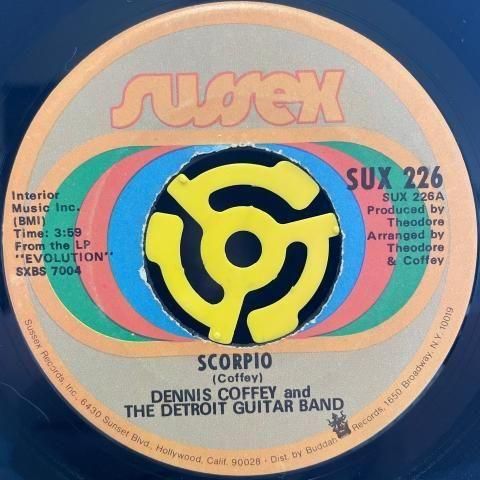 sussex
SUX 226
SUX 226A
Produced by
Theodore
Arranged by
Theodore
& Coffey
Interior
Music Inc.
(BMI)
Time: 3:59
From the LP
"EVOLUTION"
SXBS 7004
SCORPIO
(Coffey)
DENNIS COFFEY and
THE DETROIT GUITAR BAND
Sussex Records, Inc., 6430 Sunset Blvd., Hollywood, Calif. 90028 - Dist. by Buddah Records, 1650 Broadway, N.Y. 10019